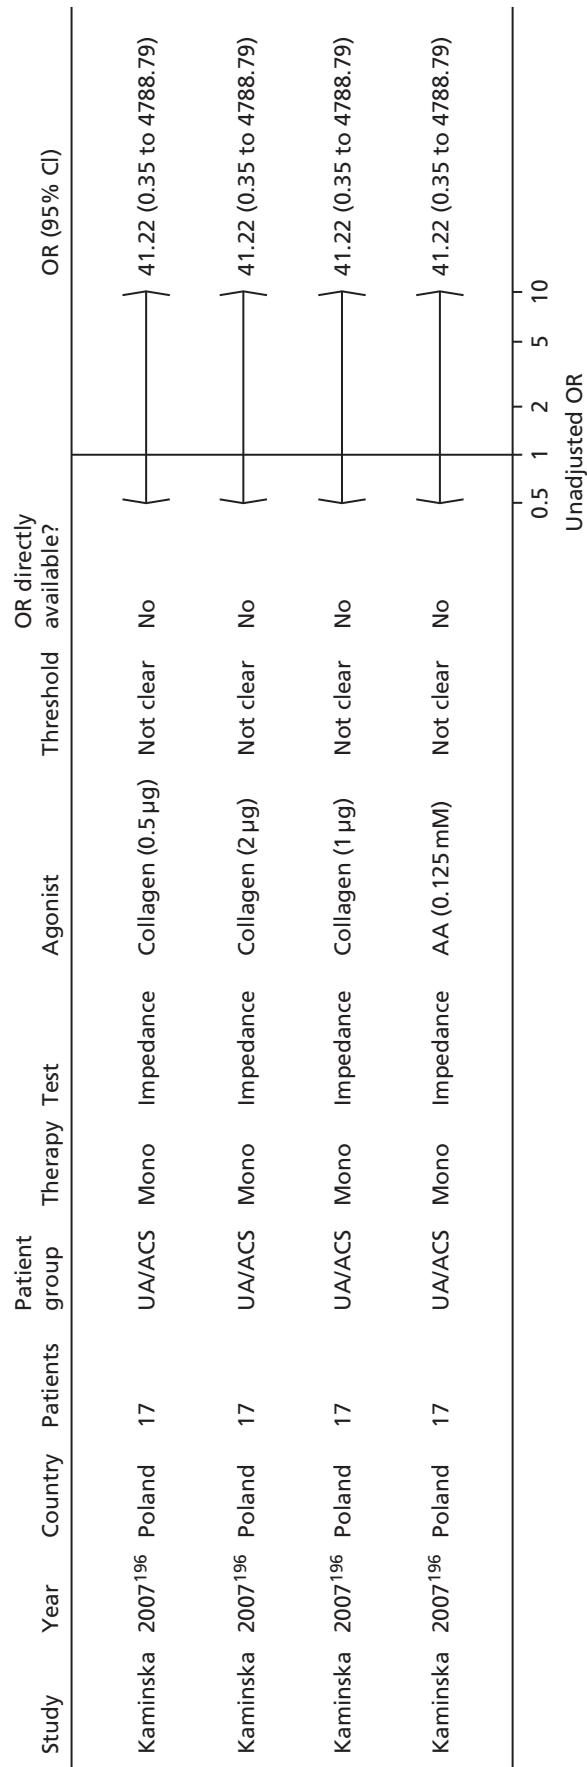 Study Year Country Patients Patient group Therapy Test Agonist Threshold OR directly available? OR (95% CI)
Kaminska 2007196 Poland 17 UA/ACS Mono Impedance Collagen (0.5 µg) Not clear No 41.22 (0.35 to 4788.79)
Kaminska 2007196 Poland 17 UA/ACS Mono Impedance Collagen (2 µg) Not clear No 41.22 (0.35 to 4788.79)
Kaminska 2007196 Poland 17 UA/ACS Mono Impedance Collagen (1 µg) Not clear No 41.22 (0.35 to 4788.79)
Kaminska 2007196 Poland 17 UA/ACS Mono Impedance AA (0.125 mM) Not clear No 41.22 (0.35 to 4788.79)
0.5 1 2 5 10
Unadjusted OR